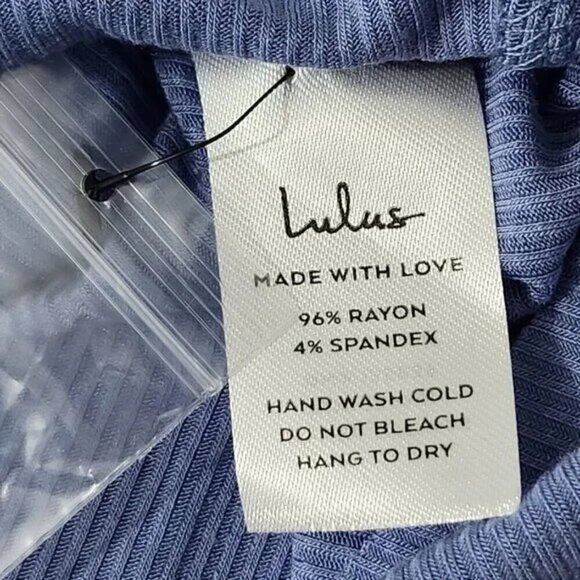 Lulus
MADE WITH LOVE
96% RAYON
4% SPANDEX
HAND WASH COLD
DO NOT BLEACH
HANG TO DRY